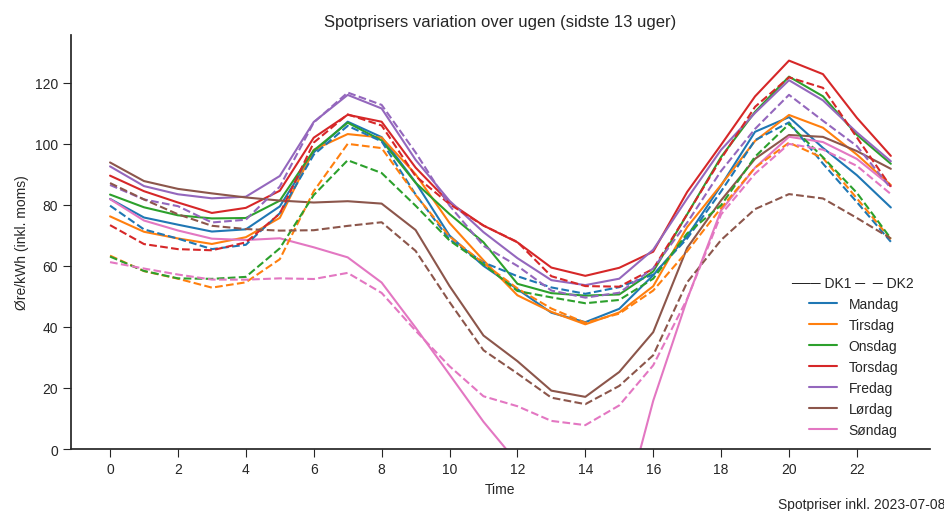 Spotprisers variation over ugen (sidste 13 uger)
Øre/kWh (inkl. moms)
120
100
80
60
40
20
0
0 2 4 6 8 10 12 14 16 18 20 22
Time
DK1 DK2
Mandag
Tirsdag
Onsdag
Torsdag
Fredag
Lørdag
Søndag
Spotpriser inkl. 2023-07-08